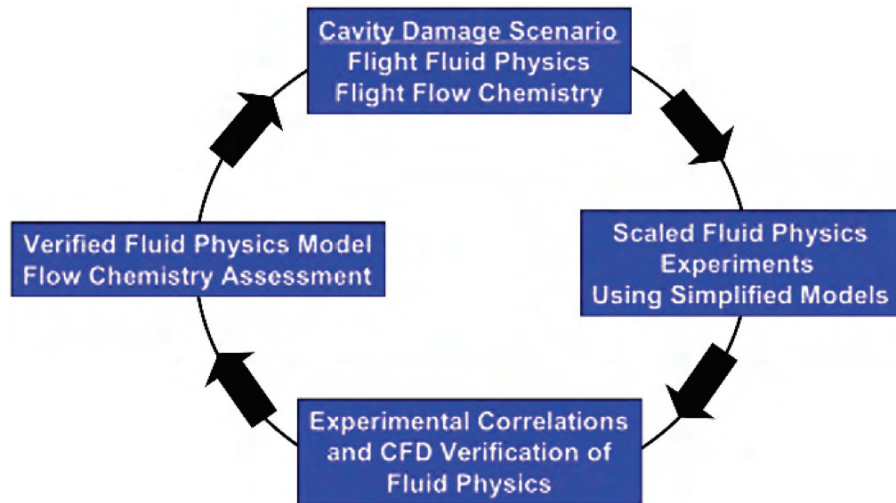 Cavity Damage Scenario
Flight Fluid Physics
Flight Flow Chemistry
Scaled Fluid Physics
Experiments
Using Simplified Models
Experimental Correlations
and CFD Verification of
Fluid Physics
Verified Fluid Physics Model
Flow Chemistry Assessment